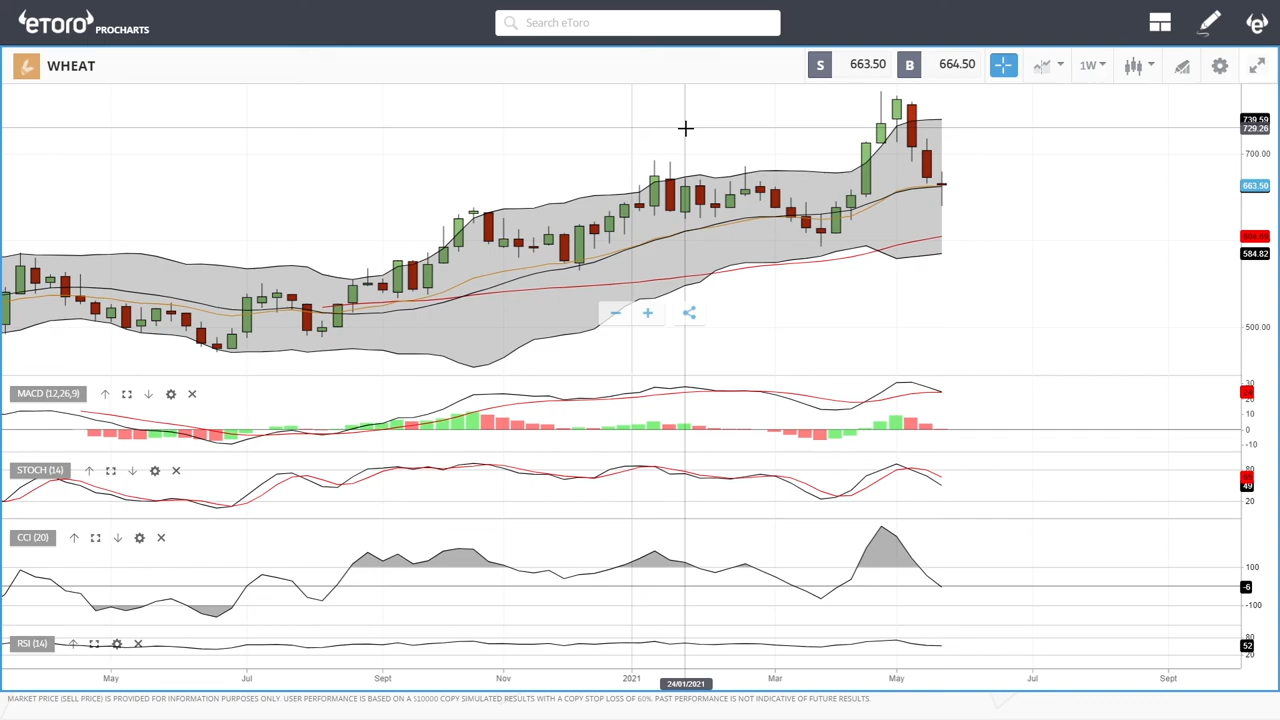 eToro PROCHARTS
Search eToro
WHEAT
S 663.50 B 664.50
1W
739.59
729.26
700.00
663.50
584.82
500.00
MACD (12,26,9)
30
20
10
0
-10
STOCH (14)
80
49
20
CCI (20)
100
-6
-100
RSI (14)
80
52
20
May Jul Sept Nov 2021 24/01/2021 Mar May Jul Sept
MARKET PRICE (SELL PRICE) IS PROVIDED FOR INFORMATION PURPOSES ONLY. USER PERFORMANCE IS BASED ON A $10000 COPY SIMULATED RESULTS WITH A COPY STOP LOSS OF 60%. PAST PERFORMANCE IS NOT INDICATIVE OF FUTURE RESULTS.